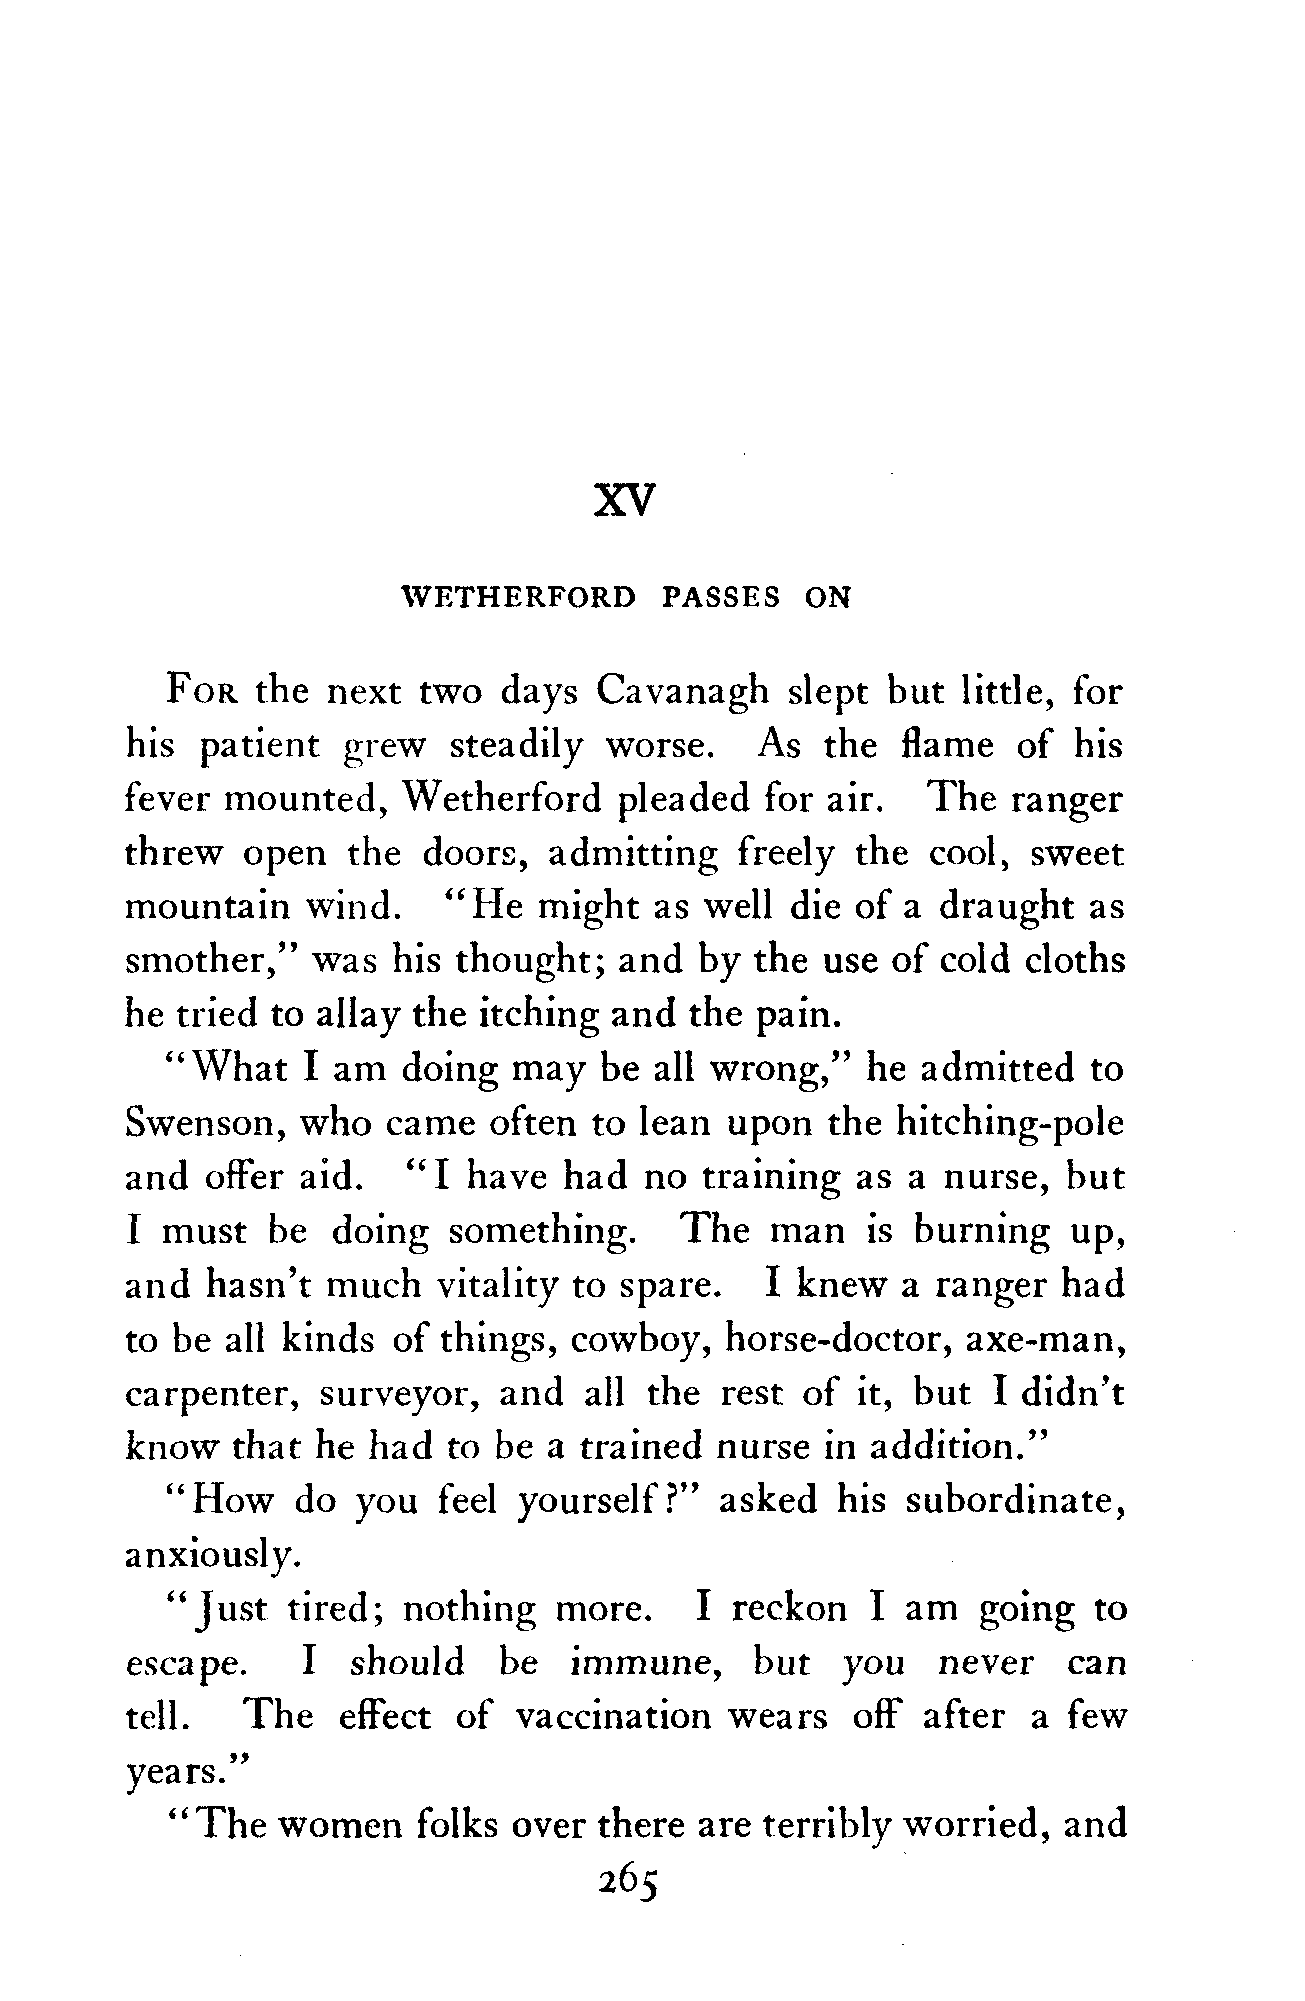 XV
WETHERFORD PASSES ON
FOR the next two days Cavanagh slept but little, for
his patient grew steadily worse. As the flame of his
fever mounted, Wetherford pleaded for air. The ranger
threw open the doors, admitting freely the cool, sweet
mountain wind. "He might as well die of a draught as
smother," was his thought; and by the use of cold cloths
he tried to allay the itching and the pain.
"What I am doing may be all wrong," he admitted to
Swenson, who came often to lean upon the hitching-pole
and offer aid. "I have had no training as a nurse, but
I must be doing something. The man is burning up,
and hasn't much vitality to spare. I knew a ranger had
to be all kinds of things, cowboy, horse-doctor, axe-man,
carpenter, surveyor, and all the rest of it, but I didn't
know that he had to be a trained nurse in addition."
"How do you feel yourself?" asked his subordinate,
anxiously.
"Just tired; nothing more. I reckon I am going to
escape. I should be immune, but you never can
tell. The effect of vaccination wears off after a few
years."
"The women folks over there are terribly worried, and
265